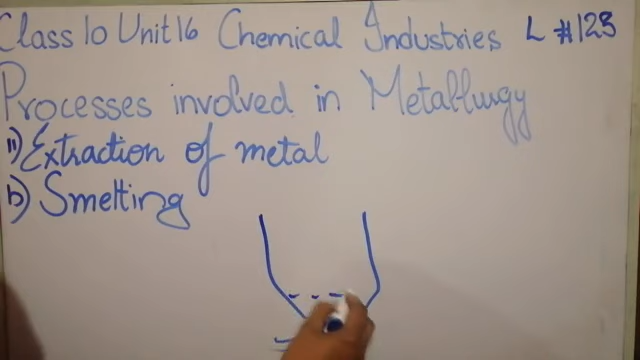 Class 10 Unit 16 Chemical Industries L #123
Processes involved in Metallurgy
ii) Extraction of metal
b) Smelting